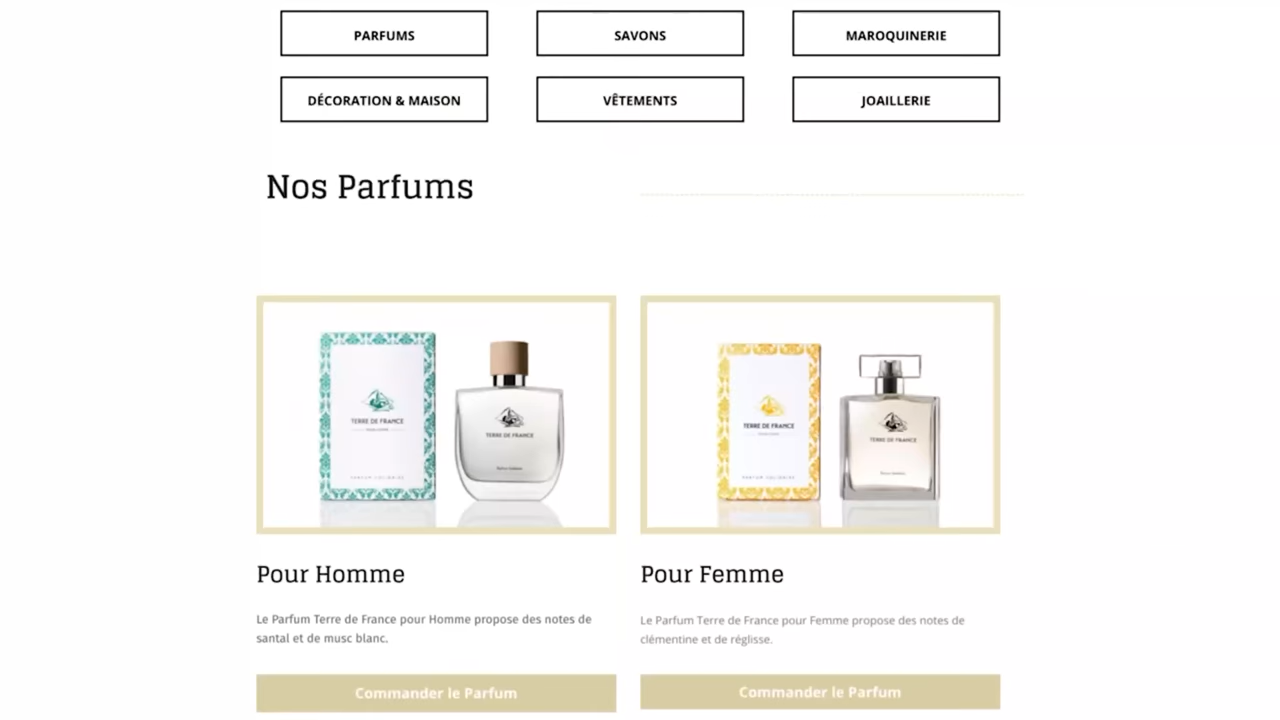 PARFUMS
SAVONS
MAROQUINERIE
DÉCORATION & MAISON
VÊTEMENTS
JOAILLERIE
Nos Parfums
TERRE DE FRANCE
TERRE DE FRANCE
TERRE DE FRANCE
TERRE DE FRANCE
Pour Homme
Le Parfum Terre de France pour Homme propose des notes de
santal et de musc blanc.
Commander le Parfum
Pour Femme
Le Parfum Terre de France pour Femme propose des notes de
clémentine et de réglisse.
Commander le Parfum